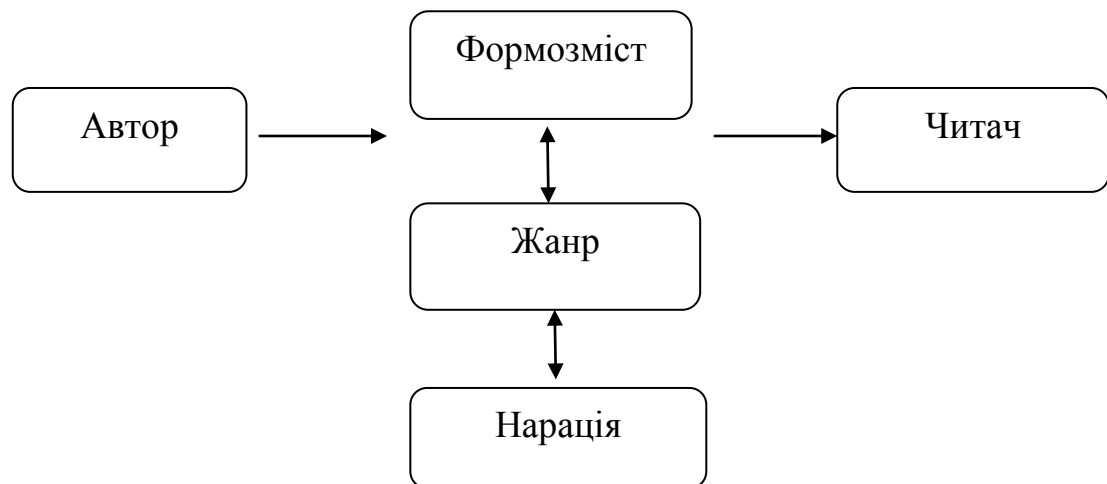 Формозміст
Автор
Читач
Жанр
Нарація